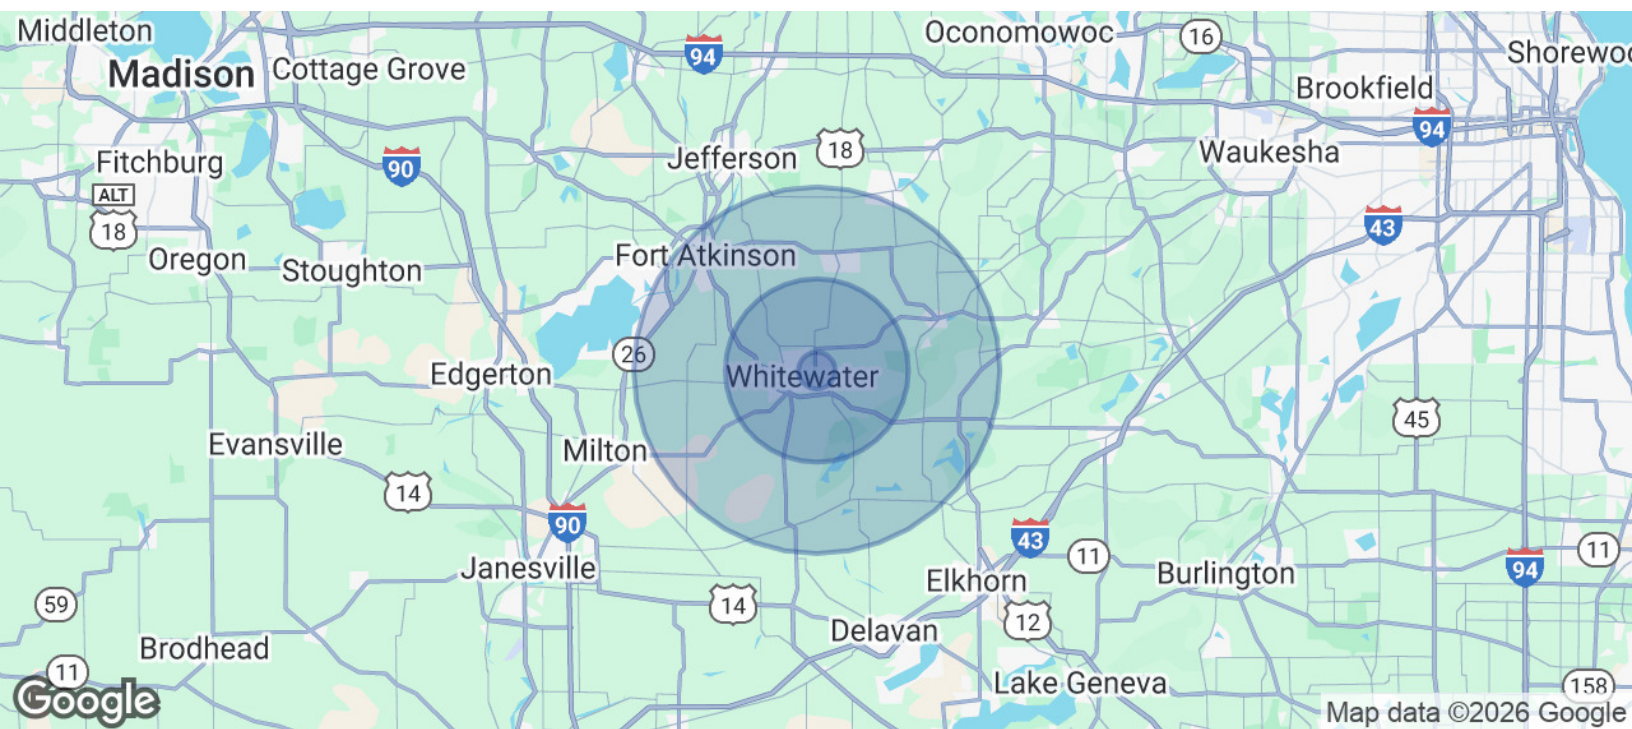 Middleton
Oconomowoc
16
Shorewoo
94
Madison
Cottage Grove
Brookfield
94
Fitchburg
90
Jefferson
18
Waukesha
ALT
18
43
Oregon
Stoughton
Fort Atkinson
26
Edgerton
Whitewater
45
Evansville
Milton
14
90
43
11
11
Janesville
Elkhorn
Burlington
94
59
14
12
Delavan
Brodhead
11
Lake Geneva
158
Google
Map data ©2026 Google